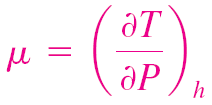 μ = (∂T/∂P)_h